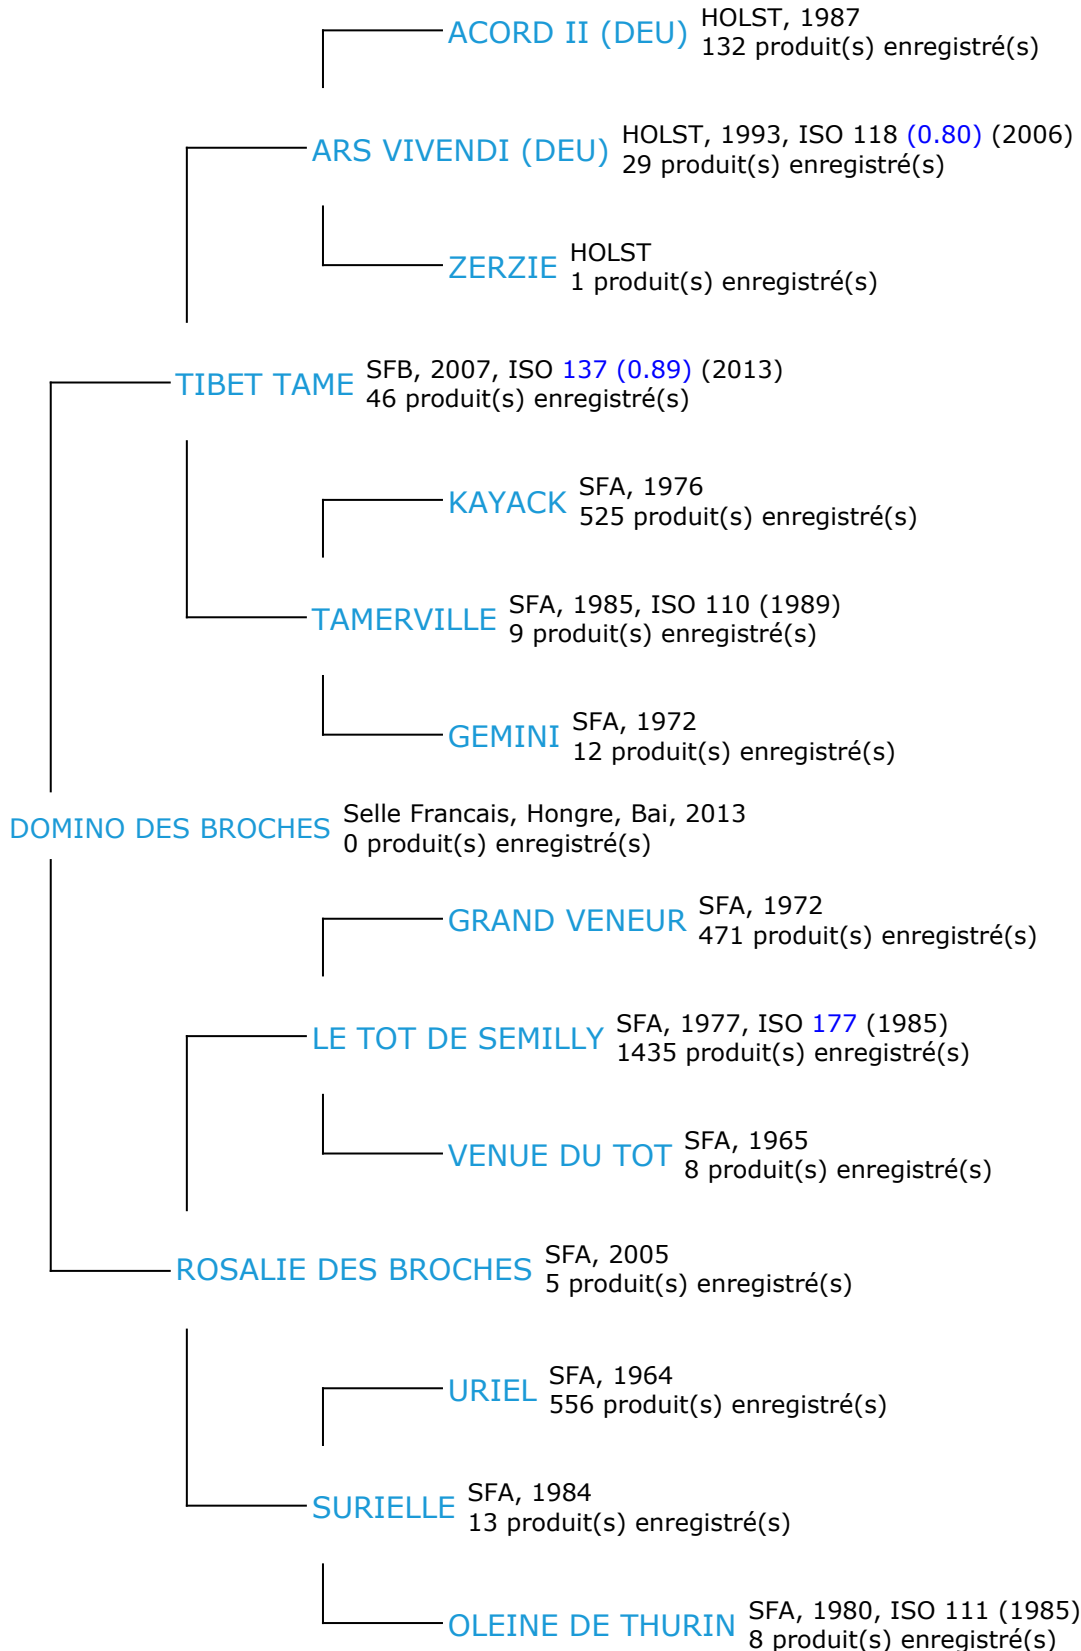 ACORD II (DEU)
HOLST, 1987
132 produit(s) enregistré(s)
ARS VIVENDI (DEU)
HOLST, 1993, ISO 118 (0.80) (2006)
29 produit(s) enregistré(s)
ZERZIE
HOLST
1 produit(s) enregistré(s)
TIBET TAME
SFB, 2007, ISO 137 (0.89) (2013)
46 produit(s) enregistré(s)
KAYACK
SFA, 1976
525 produit(s) enregistré(s)
TAMERVILLE
SFA, 1985, ISO 110 (1989)
9 produit(s) enregistré(s)
GEMINI
SFA, 1972
12 produit(s) enregistré(s)
DOMINO DES BROCHES
Selle Francais, Hongre, Bai, 2013
0 produit(s) enregistré(s)
GRAND VENEUR
SFA, 1972
471 produit(s) enregistré(s)
LE TOT DE SEMILLY
SFA, 1977, ISO 177 (1985)
1435 produit(s) enregistré(s)
VENUE DU TOT
SFA, 1965
8 produit(s) enregistré(s)
ROSALIE DES BROCHES
SFA, 2005
5 produit(s) enregistré(s)
URIEL
SFA, 1964
556 produit(s) enregistré(s)
SURIELLE
SFA, 1984
13 produit(s) enregistré(s)
OLEINE DE THURIN
SFA, 1980, ISO 111 (1985)
8 produit(s) enregistré(s)